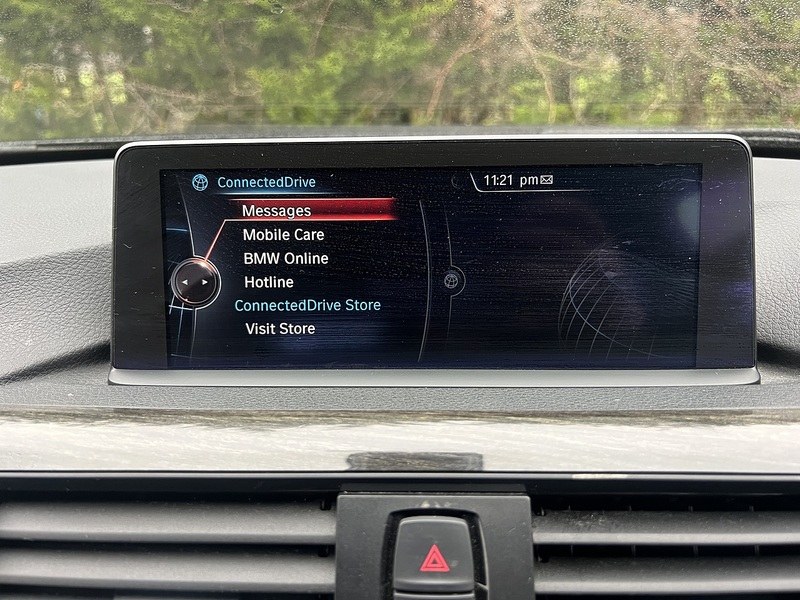 ConnectedDrive
11:21 pm
Messages
Mobile Care
BMW Online
Hotline
ConnectedDrive Store
Visit Store